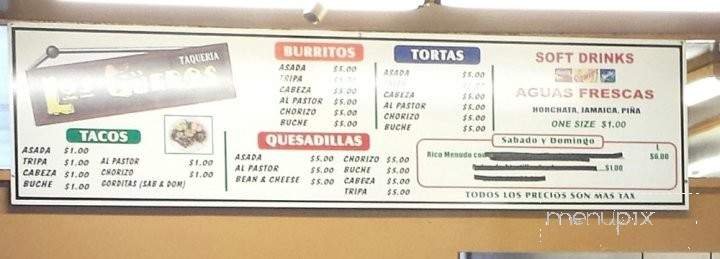 TAQUERIA
TACOS
ASADA $1.00
TRIPA $1.00
CABEZA $1.00
BUCHE $1.00
AL PASTOR $1.00
CHORIZO $1.00
GORDITAS (SAB & DOM)
BURRITOS
ASADA $5.00
TRIPA $5.00
CABEZA $5.00
AL PASTOR $5.00
CHORIZO $5.00
BUCHE $5.00
QUESADILLAS
ASADA $5.00
AL PASTOR $5.00
BEAN & CHEESE $5.00
CHORIZO $5.00
BUCHE $5.00
CABEZA $5.00
TRIPA $5.00
TORTAS
ASADA $5.00
TRIPA $5.00
CABEZA $5.00
AL PASTOR $5.00
CHORIZO $5.00
BUCHE $5.00
SOFT DRINKS
AGUAS FRESCAS
HORCHATA, JAMAICA, PIÑA
ONE SIZE $1.00
Sabado y Domingo
L
Rico Menudo con $6.00
$1.00
TODOS LOS PRECIOS SON MAS TAX
menupix